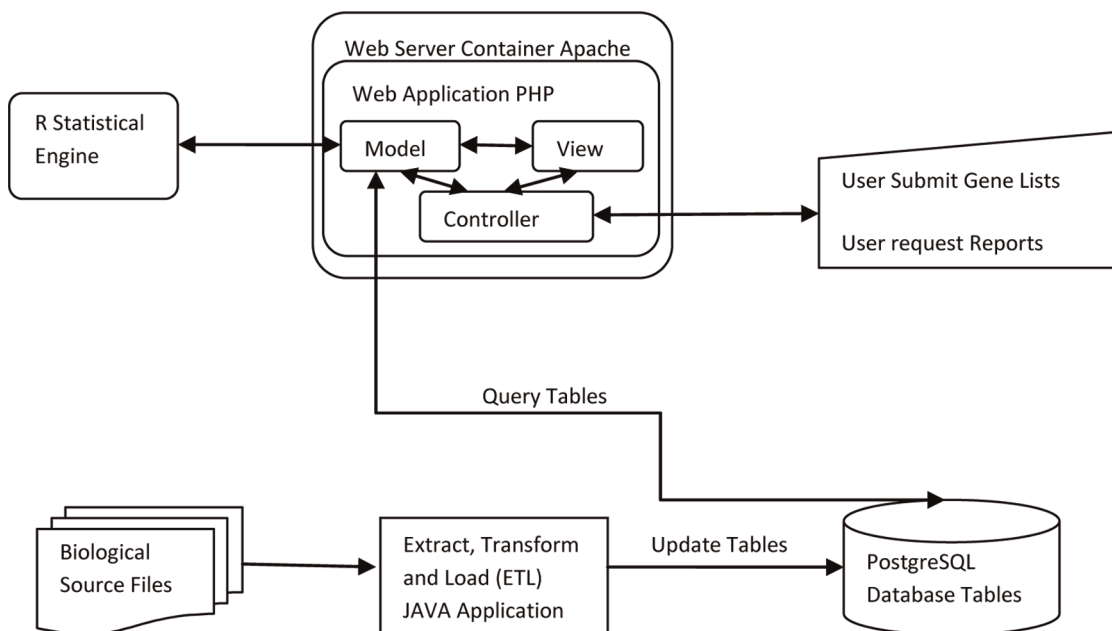 Web Server Container Apache
Web Application PHP
R Statistical
Engine
Model
View
Controller
User Submit Gene Lists
User request Reports
Query Tables
Biological
Source Files
Extract, Transform
and Load (ETL)
JAVA Application
Update Tables
PostgreSQL
Database Tables